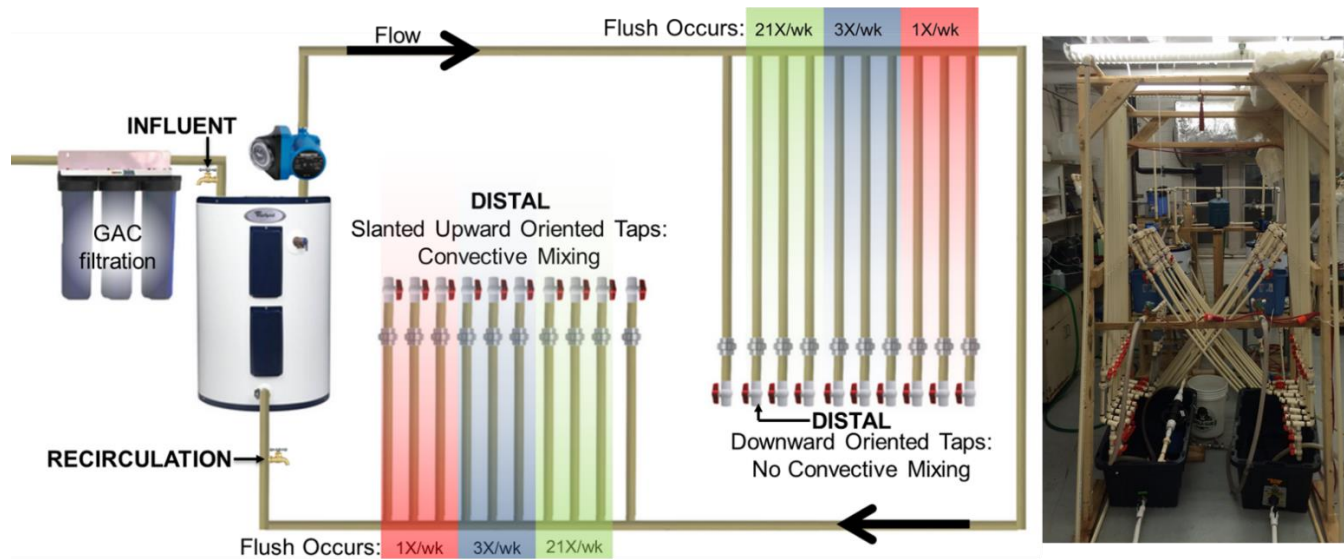 Flush Occurs: 21X/wk 3X/wk 1X/wk
Flow
INFLUENT
GAC
filtration
DISTAL
Slanted Upward Oriented Taps:
Convective Mixing
DISTAL
Downward Oriented Taps:
No Convective Mixing
RECIRCULATION
Flush Occurs: 1X/wk 3X/wk 21X/wk